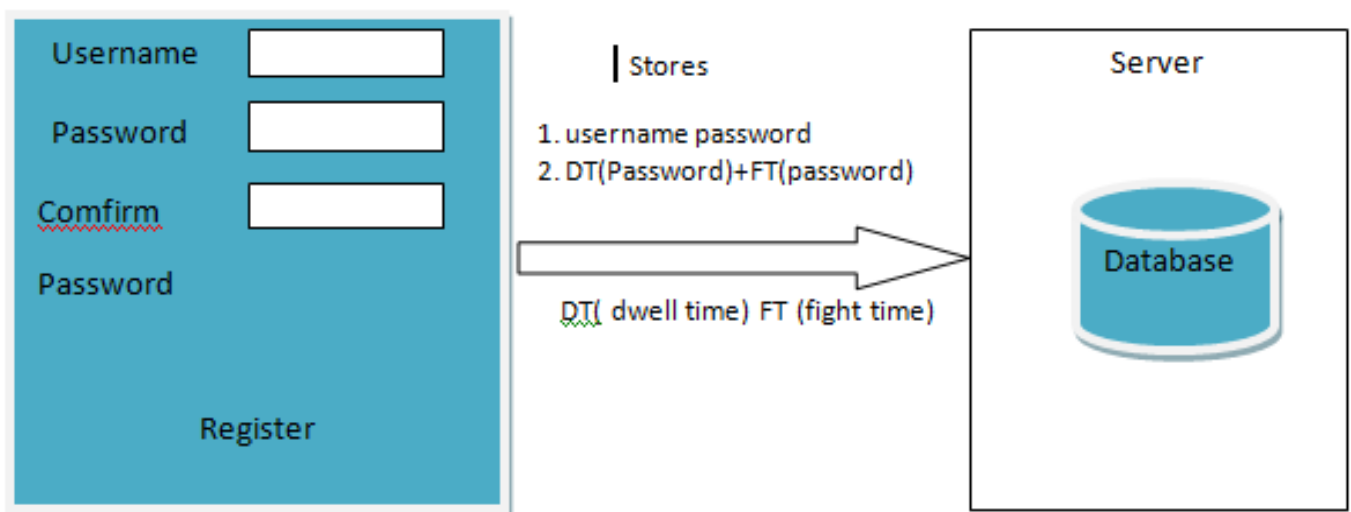 Username
Password
Comfirm
Password
Register
Stores
1. username password
2. DT(Password)+FT(password)
DT( dwell time) FT (fight time)
Server
Database